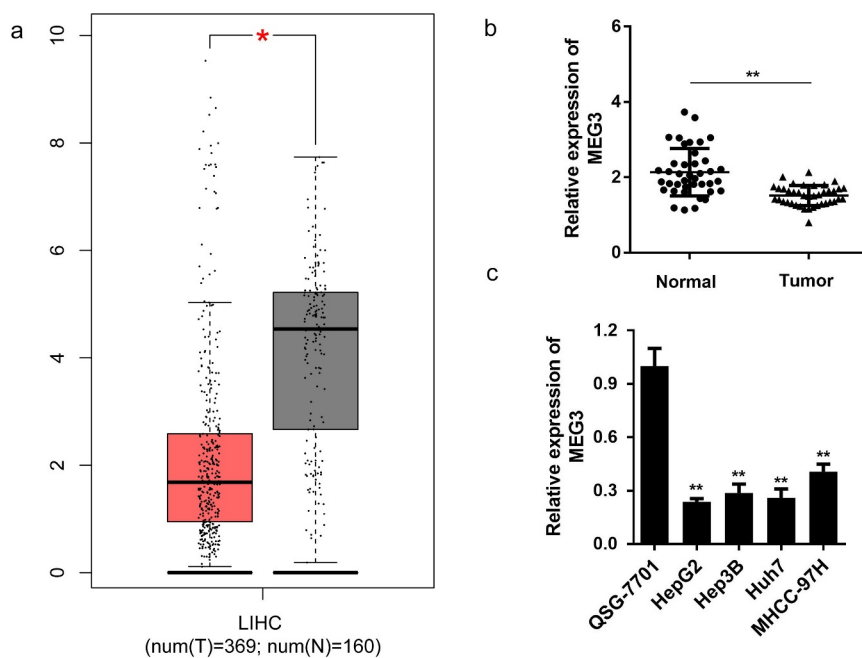 a
10
8
6
4
2
0
*
LIHC
(num(T)=369; num(N)=160)
b
Relative expression of
MEG3
6
4
2
0
**
Normal
Tumor
c
Relative expression of
MEG3
1.2
0.9
0.6
0.3
0.0
**
**
**
**
QSG-7701
HepG2
Hep3B
Huh7
MHCC-97H